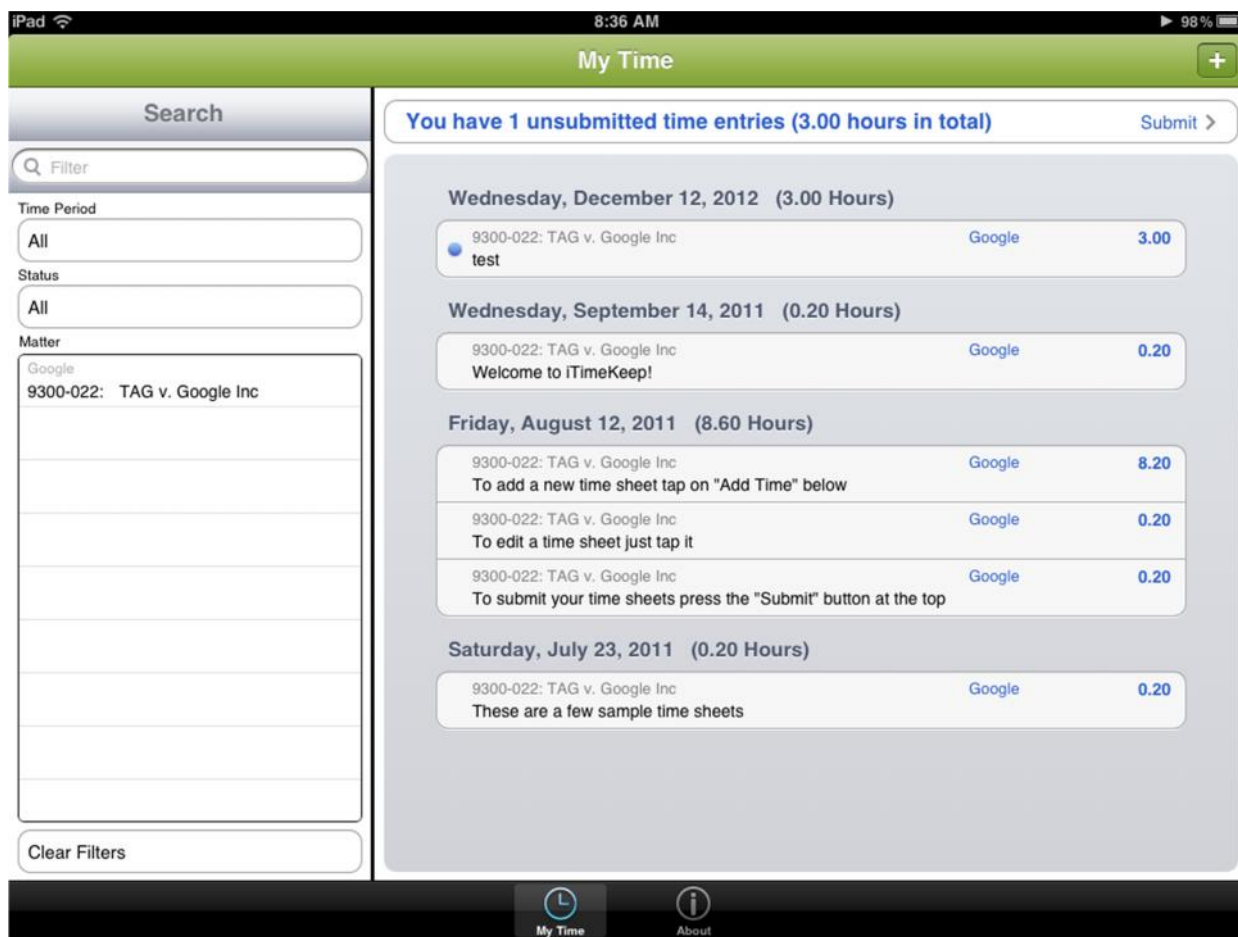 iPad 8:36 AM 98%
My Time +
Search
Filter
Time Period
All
Status
All
Matter
Google
9300-022: TAG v. Google Inc
Clear Filters
You have 1 unsubmitted time entries (3.00 hours in total) Submit >
Wednesday, December 12, 2012 (3.00 Hours)
9300-022: TAG v. Google Inc Google 3.00
test
Wednesday, September 14, 2011 (0.20 Hours)
9300-022: TAG v. Google Inc Google 0.20
Welcome to iTimeKeep!
Friday, August 12, 2011 (8.60 Hours)
9300-022: TAG v. Google Inc Google 8.20
To add a new time sheet tap on "Add Time" below
9300-022: TAG v. Google Inc Google 0.20
To edit a time sheet just tap it
9300-022: TAG v. Google Inc Google 0.20
To submit your time sheets press the "Submit" button at the top
Saturday, July 23, 2011 (0.20 Hours)
9300-022: TAG v. Google Inc Google 0.20
These are a few sample time sheets
My Time About